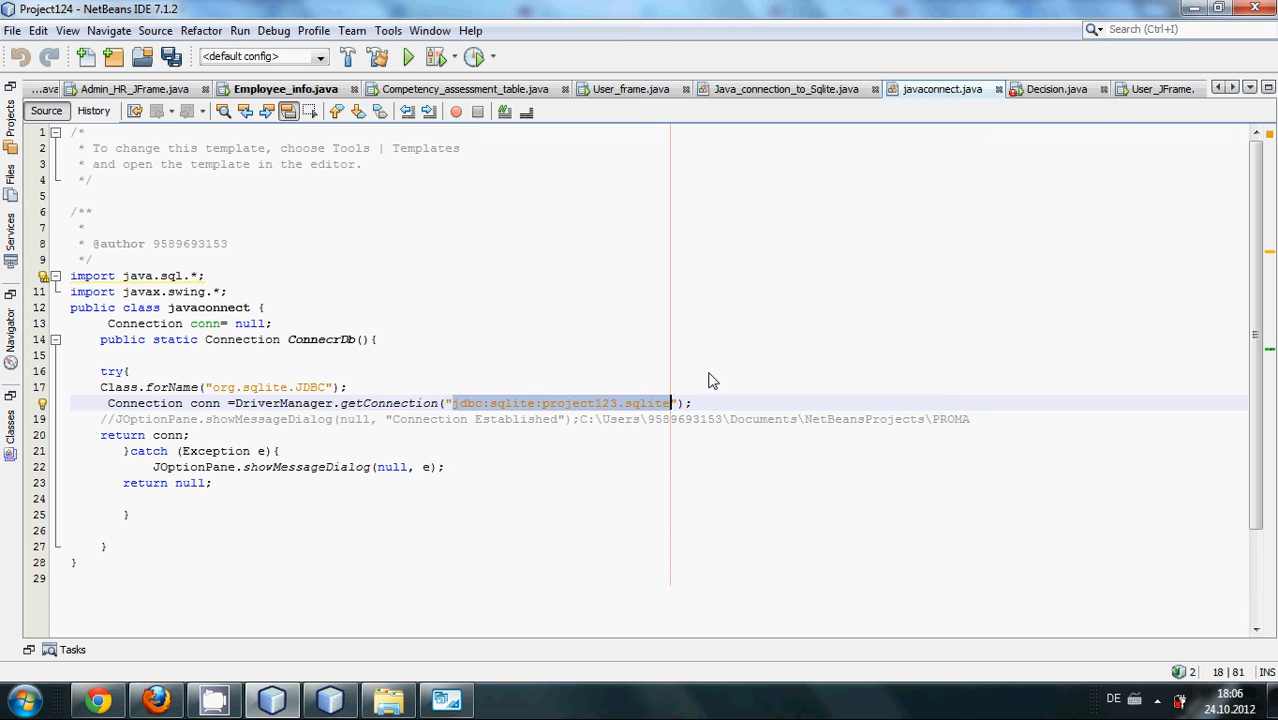 Project124 - NetBeans IDE 7.1.2
File Edit View Navigate Source Refactor Run Debug Profile Team Tools Window Help
Search (Ctrl+I)
<default config>
...ava Admin_HR_JFrame.java Employee_info.java Competency_assessment_table.java User_frame.java Java_connection_to_Sqlite.java javaconnect.java Decision.java User_JFrame.
Source History
Projects
Files
Services
Navigator
Classes
1 /*
2 * To change this template, choose Tools | Templates
3 * and open the template in the editor.
4 */
5
6 /**
7 *
8 * @author 9589693153
9 */
import java.sql.*;
11 import javax.swing.*;
12 public class javaconnect {
13 Connection conn= null;
14 public static Connection ConnecrDb(){
15
16 try{
17 Class.forName("org.sqlite.JDBC");
Connection conn =DriverManager.getConnection("jdbc:sqlite:project123.sqlite");
19 //JOptionPane.showMessageDialog(null, "Connection Established");C:\Users\9589693153\Documents\NetBeansProjects\PROMA
20 return conn;
21 }catch (Exception e){
22 JOptionPane.showMessageDialog(null, e);
23 return null;
24
25 }
26
27 }
28 }
29
Tasks
2 18 | 81 INS
DE 18:06
24.10.2012